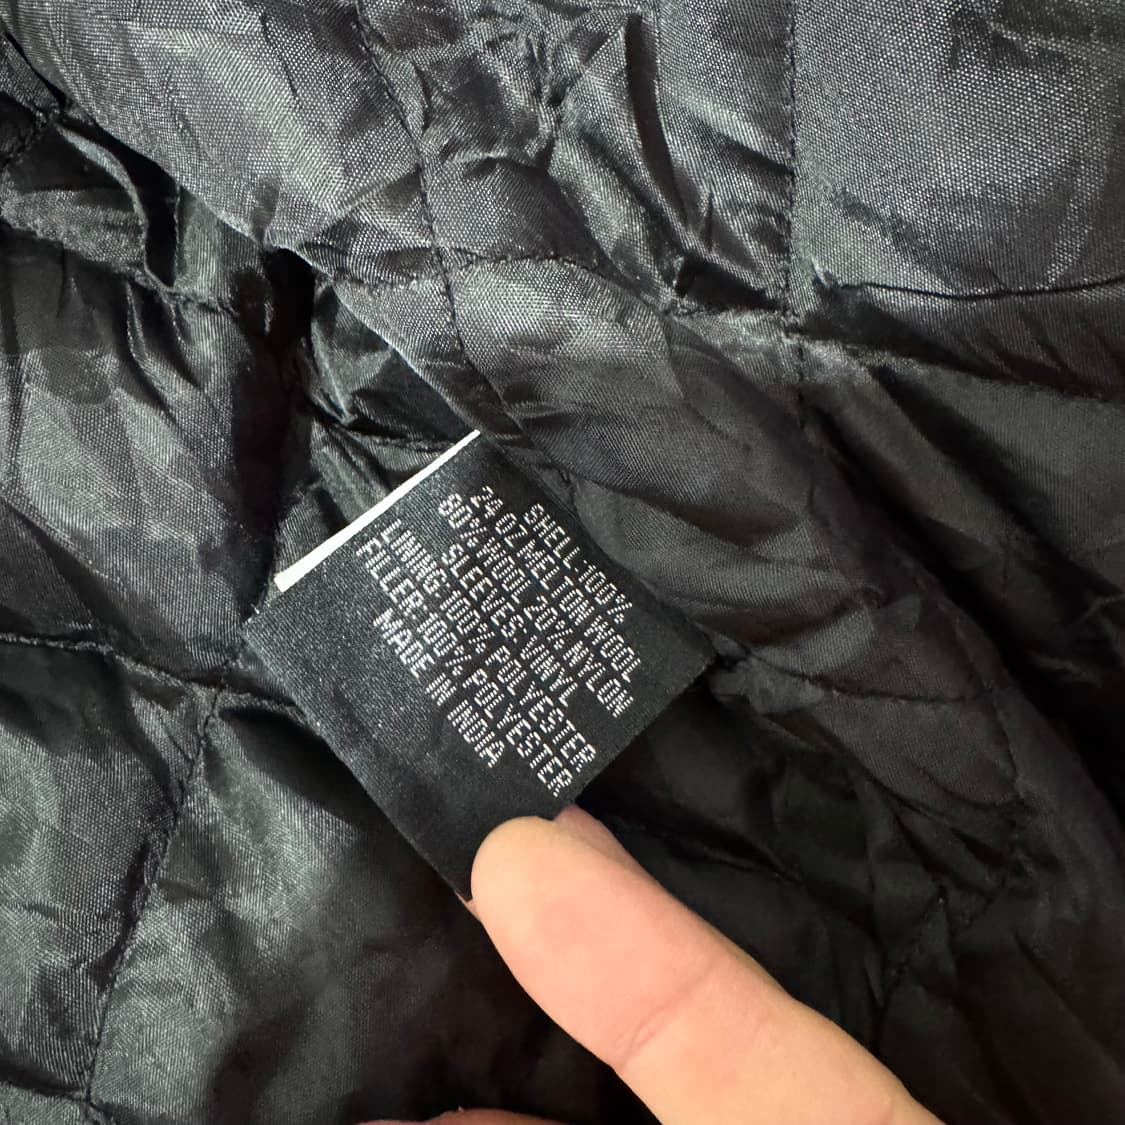 SHELL:100%
24 OZ MELTON WOOL
80% WOOL 20% NYLON
SLEEVES: VINYL
LINING: 100% POLYESTER
FILLER: 100% POLYESTER
MADE IN INDIA